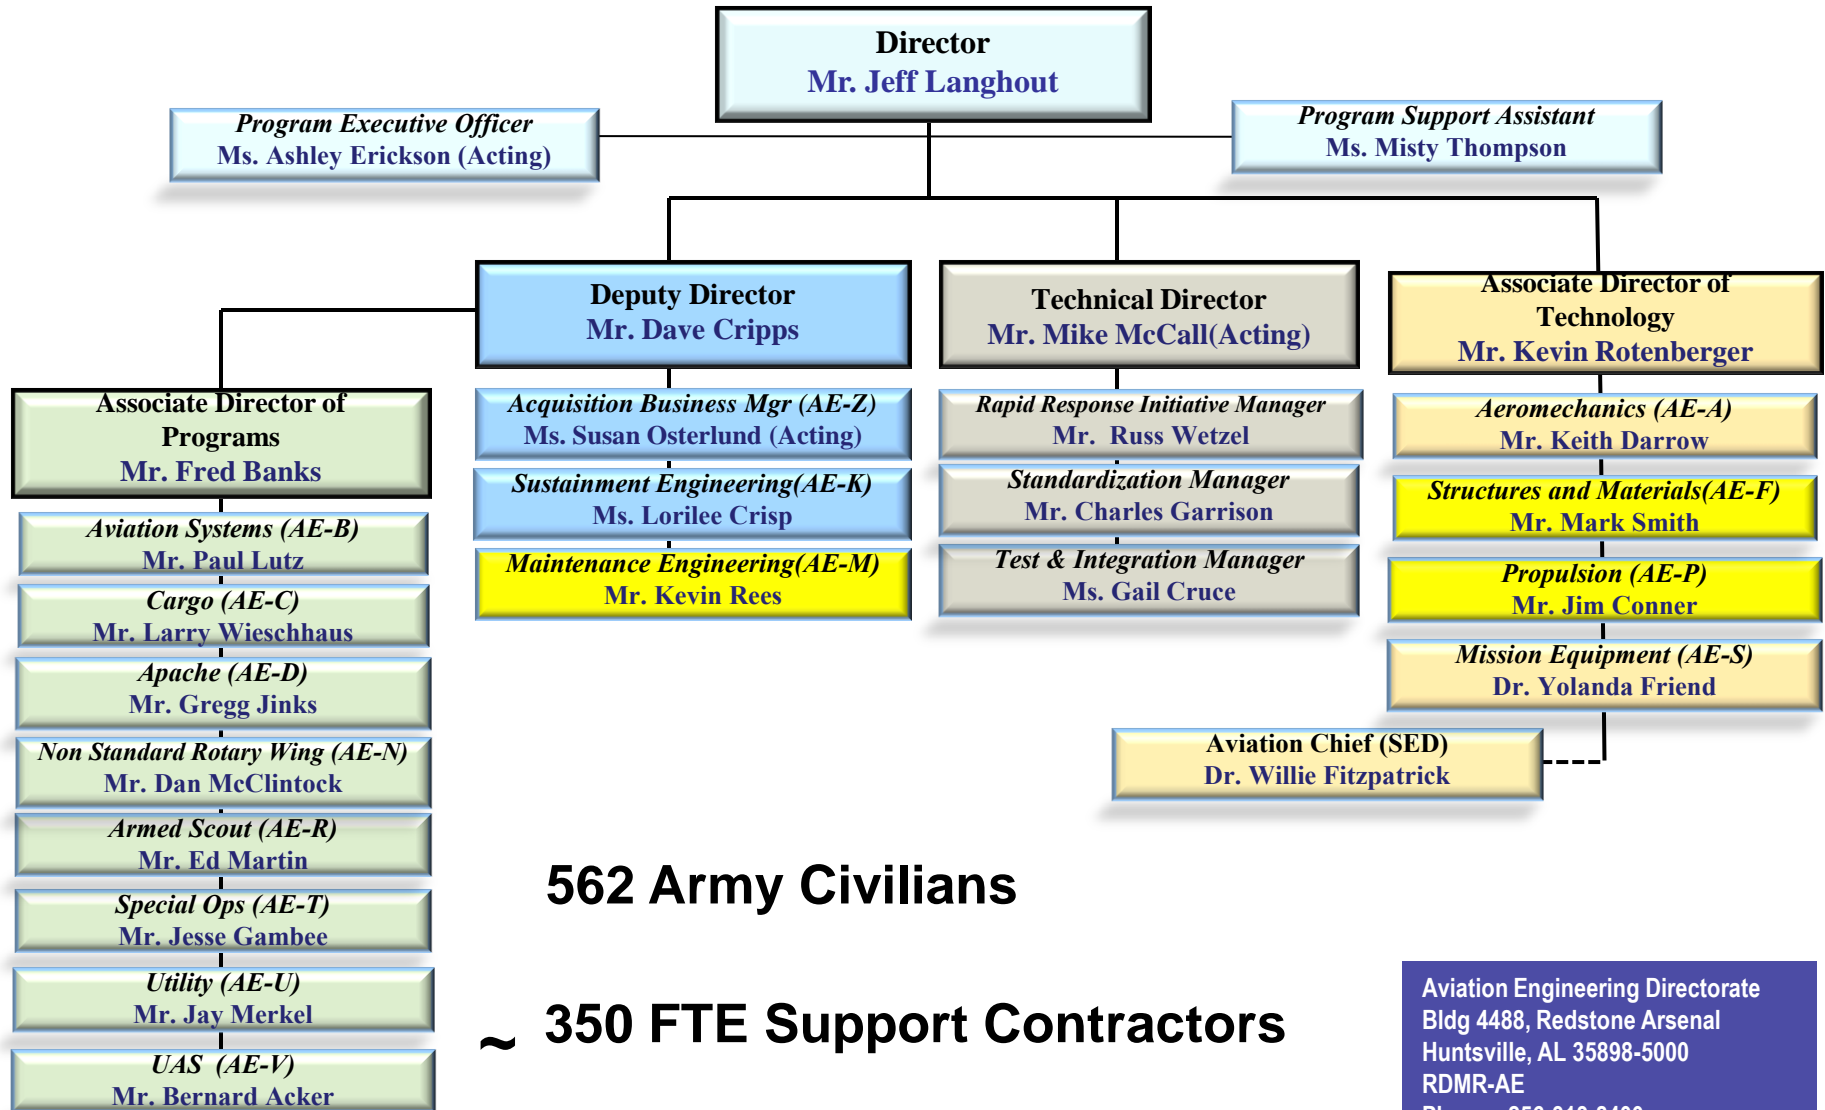 Director
Mr. Jeff Langhout
Program Executive Officer
Ms. Ashley Erickson (Acting)
Program Support Assistant
Ms. Misty Thompson
Deputy Director
Mr. Dave Cripps
Technical Director
Mr. Mike McCall(Acting)
Associate Director of
Technology
Mr. Kevin Rotenberger
Associate Director of
Programs
Mr. Fred Banks
Aviation Systems (AE-B)
Mr. Paul Lutz
Cargo (AE-C)
Mr. Larry Wieschhaus
Apache (AE-D)
Mr. Gregg Jinks
Non Standard Rotary Wing (AE-N)
Mr. Dan McClintock
Armed Scout (AE-R)
Mr. Ed Martin
Special Ops (AE-T)
Mr. Jesse Gambee
Utility (AE-U)
Mr. Jay Merkel
UAS (AE-V)
Mr. Bernard Acker
Acquisition Business Mgr (AE-Z)
Ms. Susan Osterlund (Acting)
Sustainment Engineering(AE-K)
Ms. Lorilee Crisp
Maintenance Engineering(AE-M)
Mr. Kevin Rees
Rapid Response Initiative Manager
Mr. Russ Wetzel
Standardization Manager
Mr. Charles Garrison
Test & Integration Manager
Ms. Gail Cruce
Aeromechanics (AE-A)
Mr. Keith Darrow
Structures and Materials(AE-F)
Mr. Mark Smith
Propulsion (AE-P)
Mr. Jim Conner
Mission Equipment (AE-S)
Dr. Yolanda Friend
Aviation Chief (SED)
Dr. Willie Fitzpatrick
562 Army Civilians
~ 350 FTE Support Contractors
Aviation Engineering Directorate
Bldg 4488, Redstone Arsenal
Huntsville, AL 35898-5000
RDMR-AE